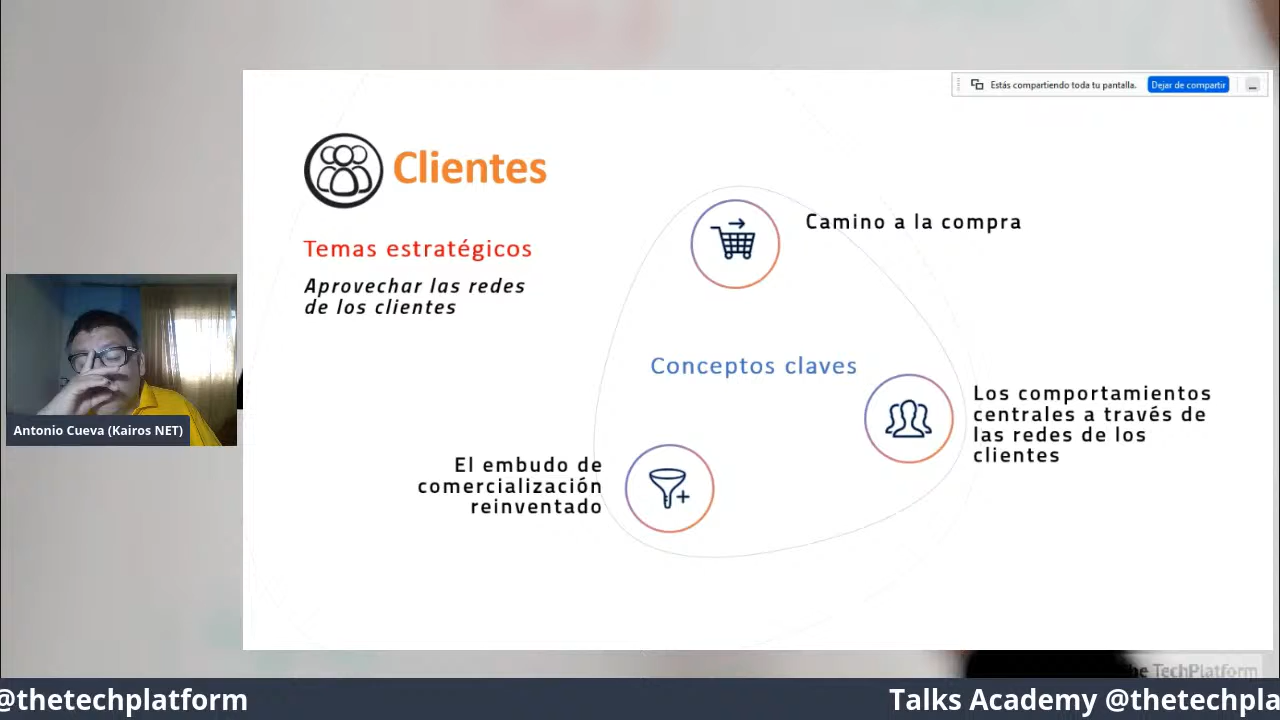 Estás compartiendo toda tu pantalla.
Dejar de compartir
Clientes
Temas estratégicos
Aprovechar las redes
de los clientes
Camino a la compra
Conceptos claves
Los comportamientos
centrales a través de
las redes de los
clientes
El embudo de
comercialización
reinventado
Antonio Cueva (Kairos NET)
The TechPlatform
@thetechplatform
Talks Academy @thetechpla